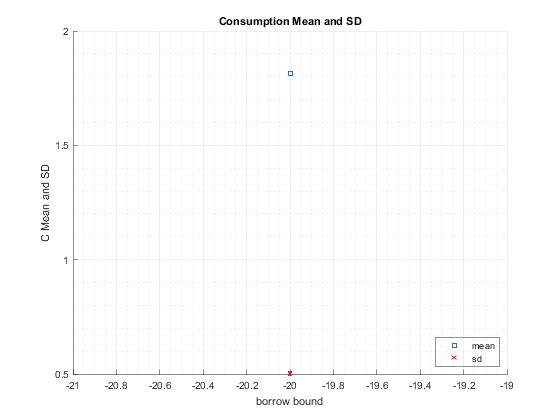 Consumption Mean and SD
2
1.5
1
0.5
C Mean and SD
-21 -20.8 -20.6 -20.4 -20.2 -20 -19.8 -19.6 -19.4 -19.2 -19
borrow bound
mean
sd